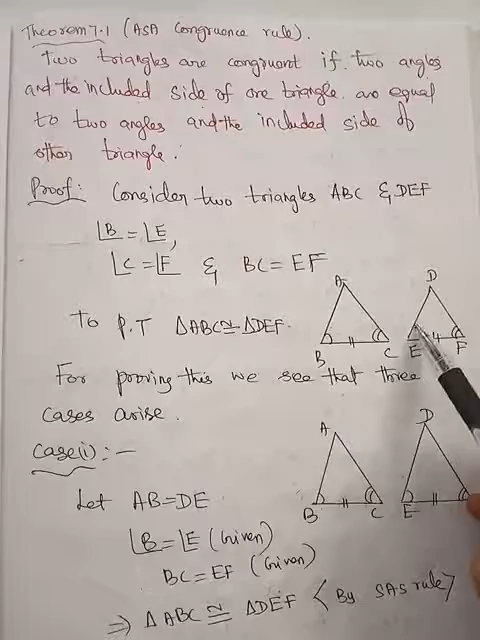 Theorem 7.1 (ASA Congruence rule).
Two triangles are congruent if two angles
and the included side of one triangle are equal
to two angles and the included side of
other triangle.
Proof: Consider two triangles ABC & DEF
∠B = ∠E,
∠C = ∠F & BC = EF
To P.T ΔABC ≅ ΔDEF.
A D
B C E F
For proving this we see that three
cases arise.
Case(i):-
A D
B C E
Let AB = DE
∠B = ∠E (Given)
BC = EF (Given)
⇒ ΔABC ≅ ΔDEF < By SAS rule >